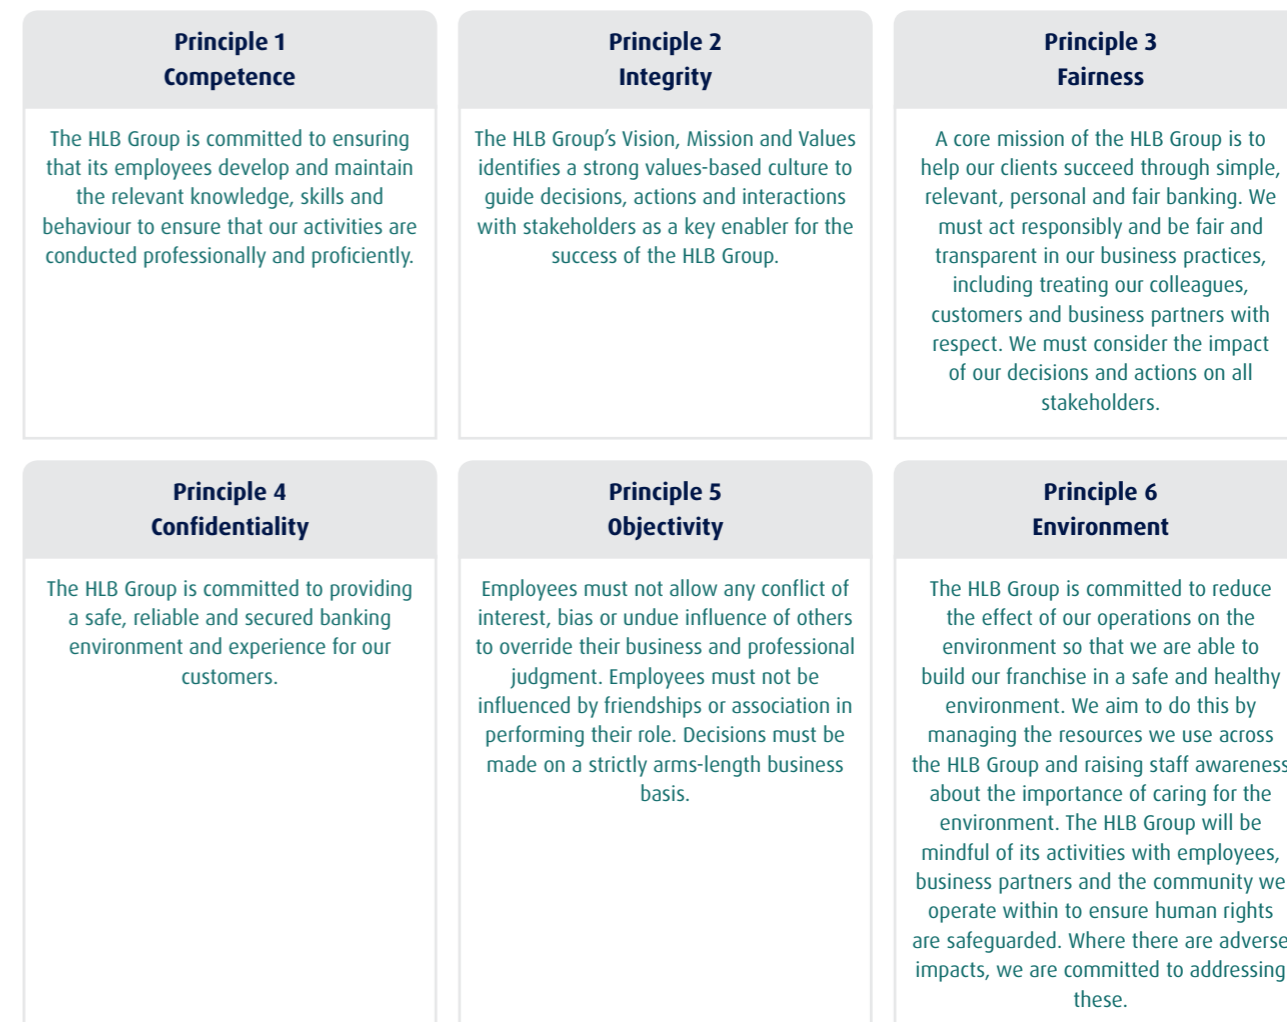 Principle 1
Competence
The HLB Group is committed to ensuring
that its employees develop and maintain
the relevant knowledge, skills and
behaviour to ensure that our activities are
conducted professionally and proficiently.
Principle 2
Integrity
The HLB Group’s Vision, Mission and Values
identifies a strong values-based culture to
guide decisions, actions and interactions
with stakeholders as a key enabler for the
success of the HLB Group.
Principle 3
Fairness
A core mission of the HLB Group is to
help our clients succeed through simple,
relevant, personal and fair banking. We
must act responsibly and be fair and
transparent in our business practices,
including treating our colleagues,
customers and business partners with
respect. We must consider the impact
of our decisions and actions on all
stakeholders.
Principle 4
Confidentiality
The HLB Group is committed to providing
a safe, reliable and secured banking
environment and experience for our
customers.
Principle 5
Objectivity
Employees must not allow any conflict of
interest, bias or undue influence of others
to override their business and professional
judgment. Employees must not be
influenced by friendships or association in
performing their role. Decisions must be
made on a strictly arms-length business
basis.
Principle 6
Environment
The HLB Group is committed to reduce
the effect of our operations on the
environment so that we are able to
build our franchise in a safe and healthy
environment. We aim to do this by
managing the resources we use across
the HLB Group and raising staff awareness
about the importance of caring for the
environment. The HLB Group will be
mindful of its activities with employees,
business partners and the community we
operate within to ensure human rights
are safeguarded. Where there are adverse
impacts, we are committed to addressing
these.